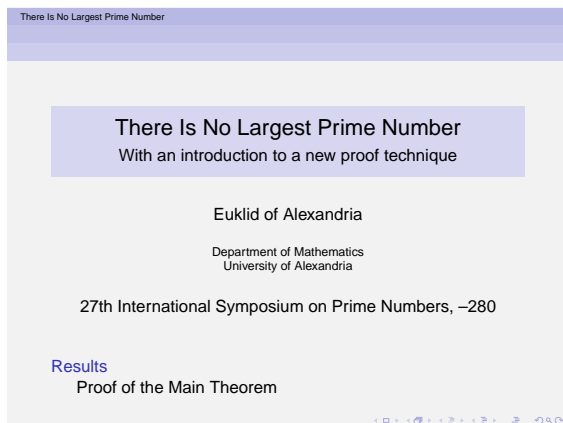 There Is No Largest Prime Number
There Is No Largest Prime Number
With an introduction to a new proof technique
Euklid of Alexandria
Department of Mathematics
University of Alexandria
27th International Symposium on Prime Numbers, –280
Results
Proof of the Main Theorem